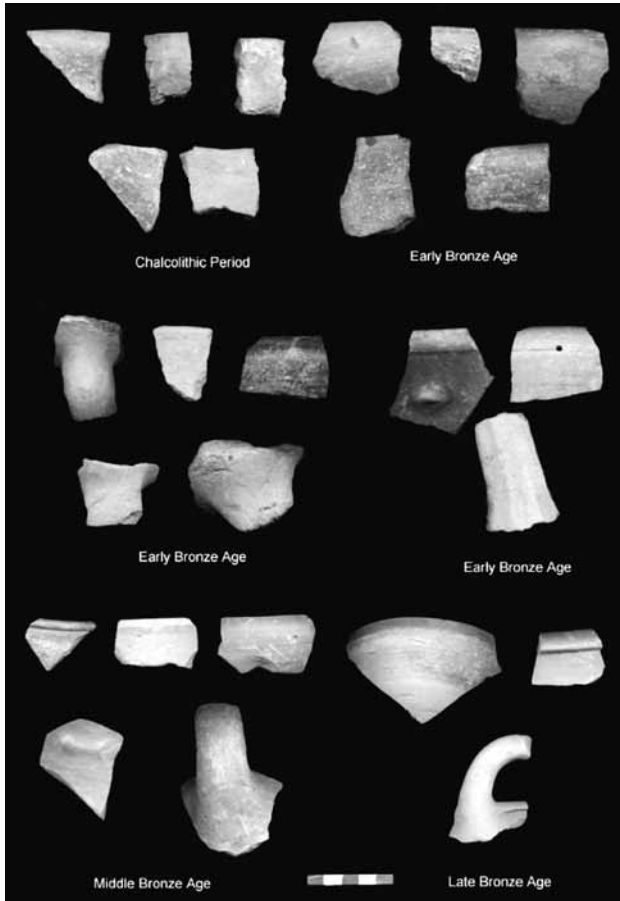 Chalcolithic Period
Early Bronze Age
Early Bronze Age
Early Bronze Age
Middle Bronze Age
Late Bronze Age